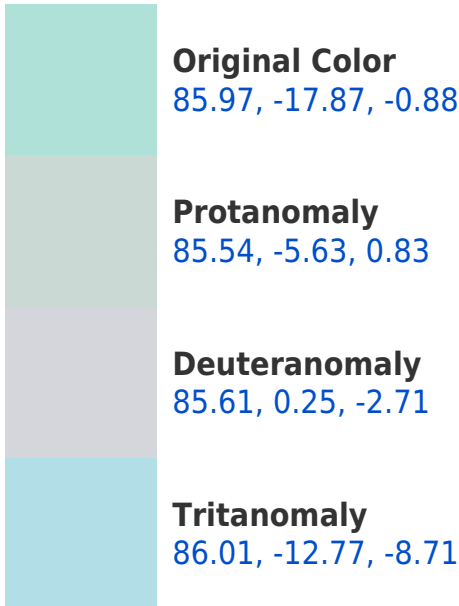 Original Color
85.97, -17.87, -0.88
Protanomaly
85.54, -5.63, 0.83
Deuteranomaly
85.61, 0.25, -2.71
Tritanomaly
86.01, -12.77, -8.71